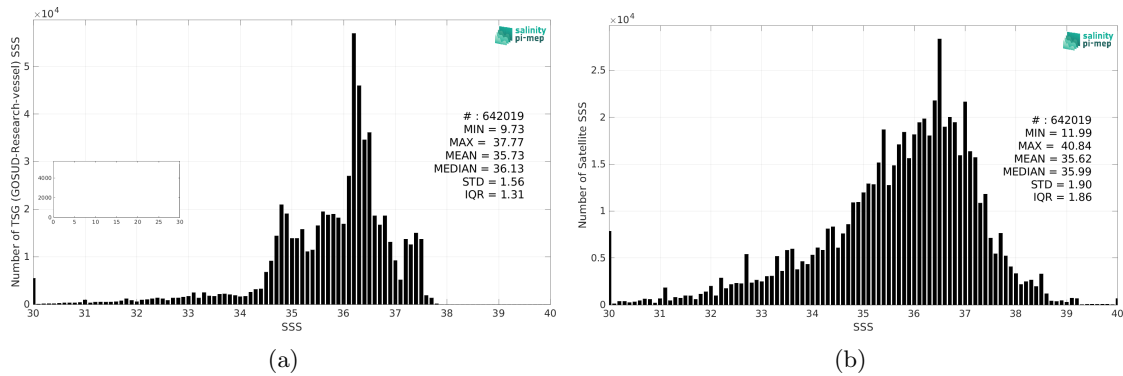 ×10⁴
Number of TSG (GOSUD-Research-vessel) SSS
salinity
pi-mep
# : 642019
MIN = 9.73
MAX = 37.77
MEAN = 35.73
MEDIAN = 36.13
STD = 1.56
IQR = 1.31
5
4
3
2
1
0
4000
2000
0
0 5 10 15 20 25 30
30 31 32 33 34 35 36 37 38 39 40
SSS
(a)
×10⁴
Number of Satellite SSS
salinity
pi-mep
# : 642019
MIN = 11.99
MAX = 40.84
MEAN = 35.62
MEDIAN = 35.99
STD = 1.90
IQR = 1.86
2.5
2
1.5
1
0.5
0
30 31 32 33 34 35 36 37 38 39 40
SSS
(b)